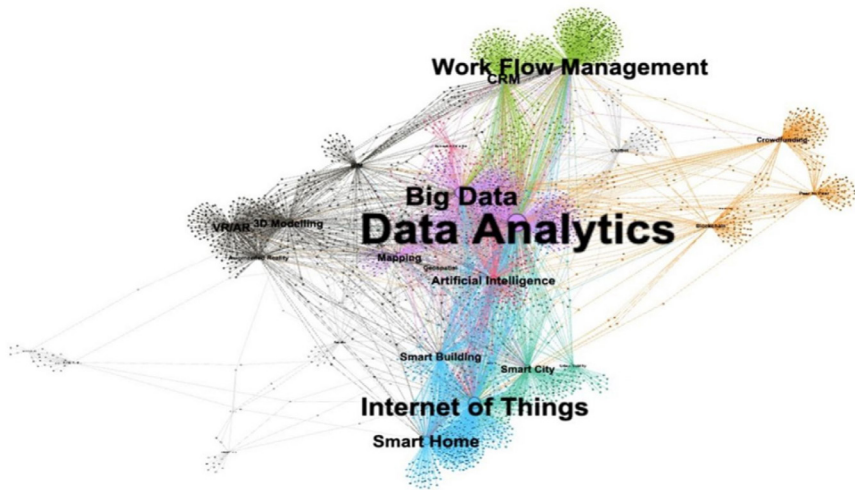 Work Flow Management
CRM
Crowdfunding
Big Data
VR/AR
3D Modelling
Data Analytics
Mapping
Geospatial
Artificial Intelligence
Smart Building
Smart City
Internet of Things
Smart Home